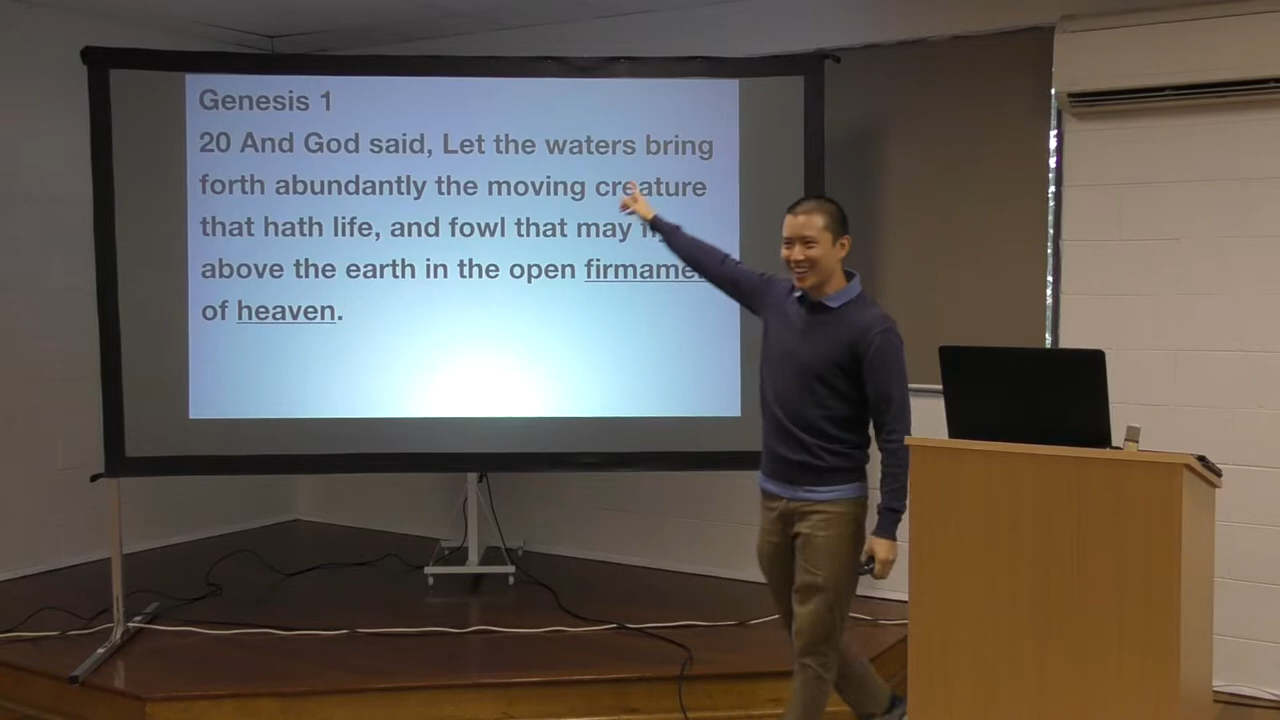 Genesis 1
20 And God said, Let the waters bring
forth abundantly the moving creature
that hath life, and fowl that may
above the earth in the open
of heaven.